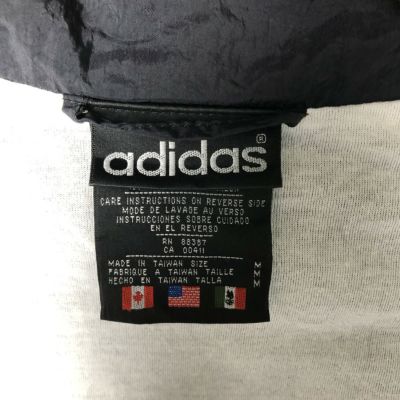 adidas®
CARE INSTRUCTIONS ON REVERSE SIDE
MODE DE LAVAGE AU VERSO
INSTRUCTIONES SOBRE CUIDADO
EN EL REVERSO
RN 88387
CA 00411
MADE IN TAIWAN SIZE M
FABRIQUE A TAIWAN TAILLE M
HECHO EN TAIWAN TALLA M